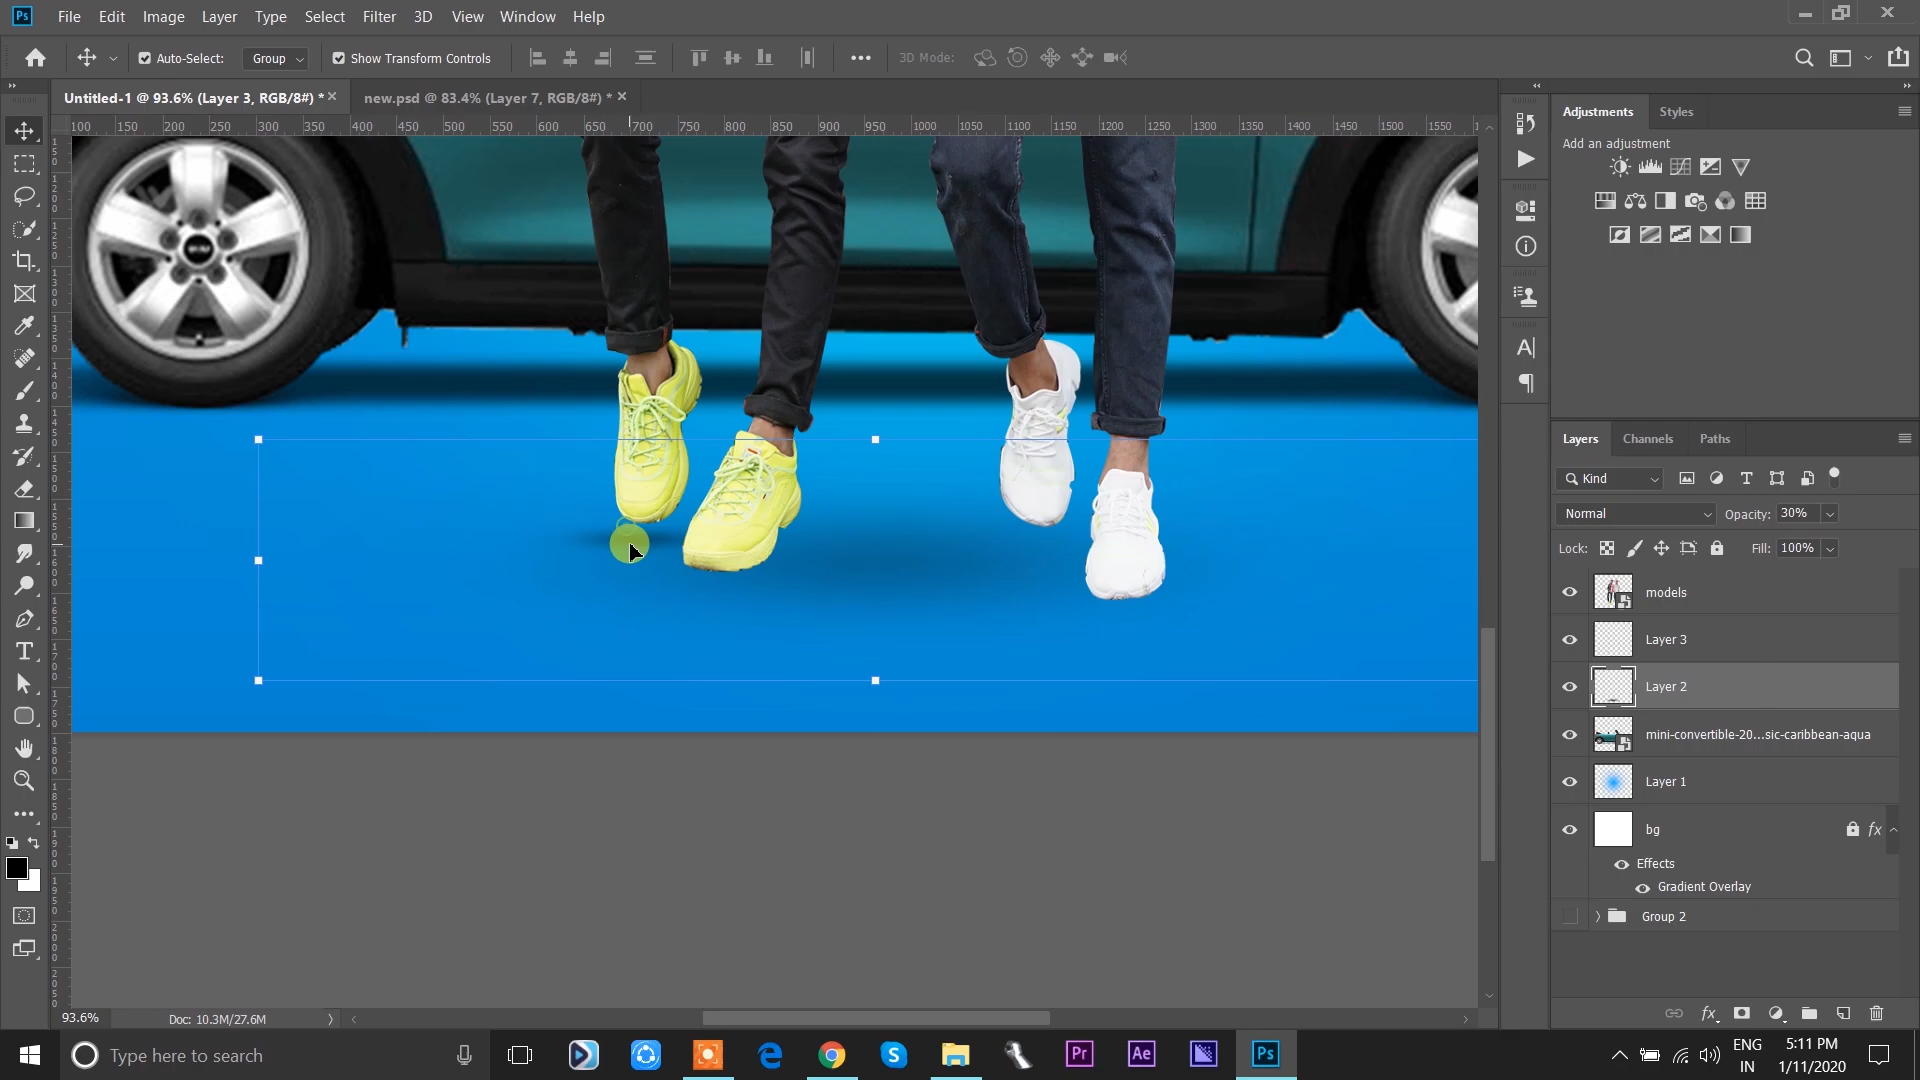 Ps File Edit Image Layer Type Select Filter 3D View Window Help
Auto-Select: Group Show Transform Controls 3D Mode:
Untitled-1 @ 93.6% (Layer 3, RGB/8#) * new.psd @ 83.4% (Layer 7, RGB/8#) *
100 150 200 250 300 350 400 450 500 550 600 650 700 750 800 850 900 950 1000 1050 1100 1150 1200 1250 1300 1350 1400 1450 1500 1550
Adjustments Styles
Add an adjustment
Layers Channels Paths
Kind
Normal Opacity: 30%
Lock: Fill: 100%
models
Layer 3
Layer 2
mini-convertible-20...sic-caribbean-aqua
Layer 1
bg fx
Effects
Gradient Overlay
Group 2
93.6% Doc: 10.3M/27.6M
fx
Type here to search
Pr Ae Ps
ENG
IN
5:11 PM
1/11/2020